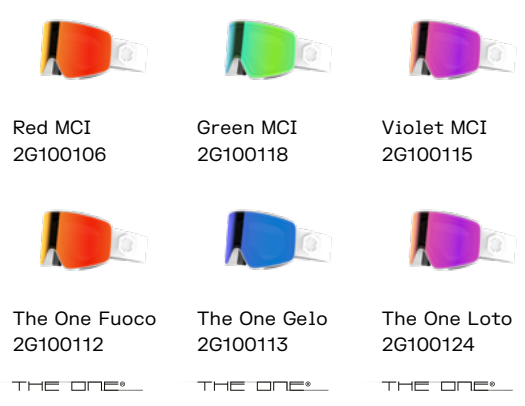 Red MCI
2G100106
Green MCI
2G100118
Violet MCI
2G100115
The One Fuoco
2G100112
The One Gelo
2G100113
The One Loto
2G100124
THE ONE®
THE ONE®
THE ONE®